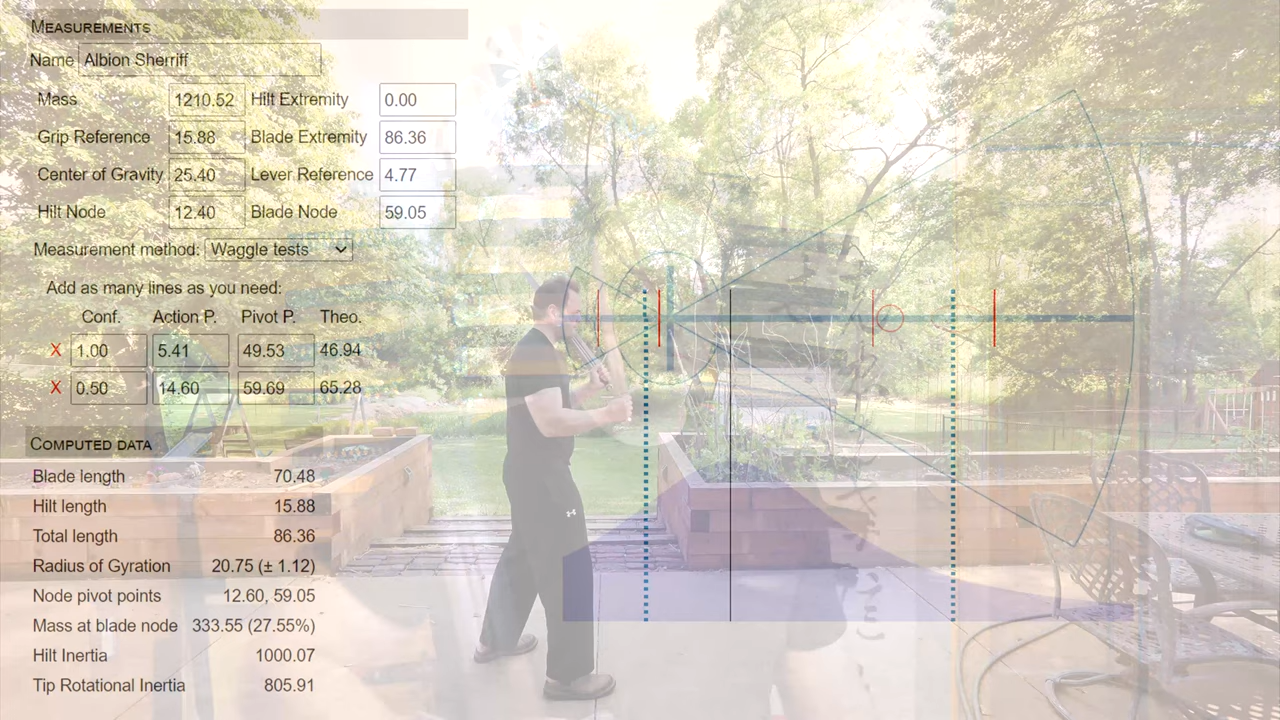 MEASUREMENTS
Name Albion Sherriff
Mass 1210.52 Hilt Extremity 0.00
Grip Reference 15.88 Blade Extremity 86.36
Center of Gravity 25.40 Lever Reference 4.77
Hilt Node 12.40 Blade Node 59.05
Measurement method: Waggle tests
Add as many lines as you need:
Conf. Action P. Pivot P. Theo.
X 1.00 5.41 49.53 46.94
X 0.50 14.60 59.69 65.28
COMPUTED DATA
Blade length 70.48
Hilt length 15.88
Total length 86.36
Radius of Gyration 20.75 (± 1.12)
Node pivot points 12.60, 59.05
Mass at blade node 333.55 (27.55%)
Hilt Inertia 1000.07
Tip Rotational Inertia 805.91